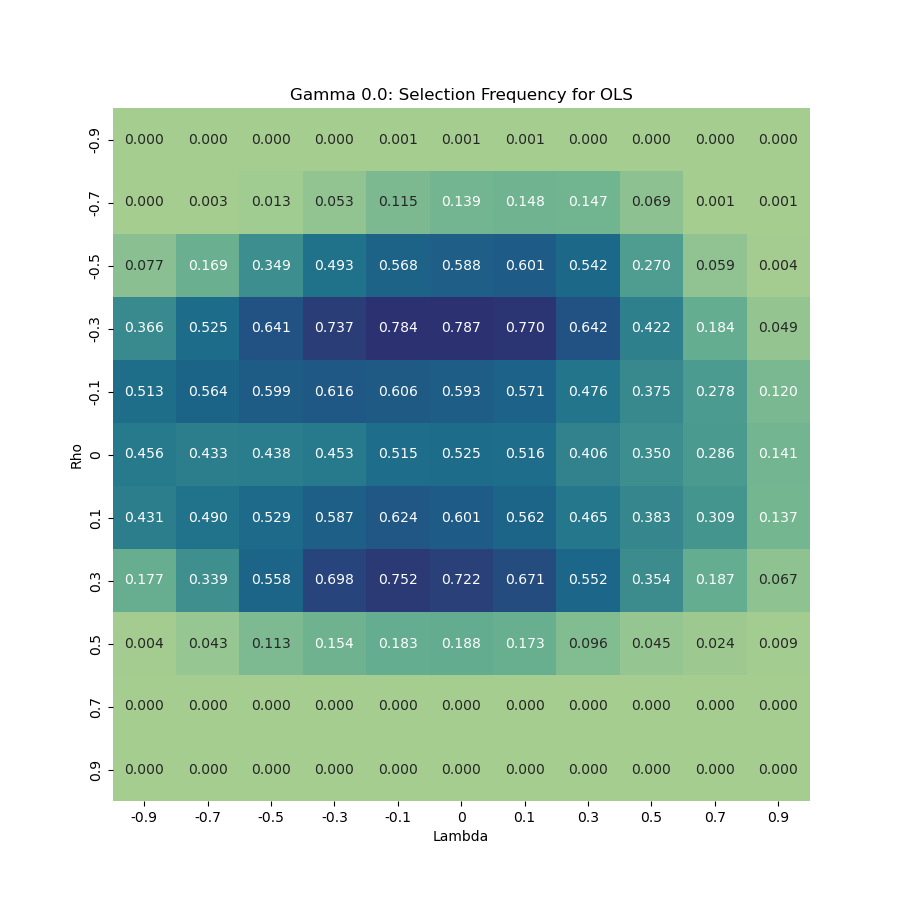 Gamma 0.0: Selection Frequency for OLS
-0.9 0.000 0.000 0.000 0.000 0.001 0.001 0.001 0.000 0.000 0.000 0.000
-0.7 0.000 0.003 0.013 0.053 0.115 0.139 0.148 0.147 0.069 0.001 0.001
-0.5 0.077 0.169 0.349 0.493 0.568 0.588 0.601 0.542 0.270 0.059 0.004
-0.3 0.366 0.525 0.641 0.737 0.784 0.787 0.770 0.642 0.422 0.184 0.049
-0.1 0.513 0.564 0.599 0.616 0.606 0.593 0.571 0.476 0.375 0.278 0.120
Rho
0 0.456 0.433 0.438 0.453 0.515 0.525 0.516 0.406 0.350 0.286 0.141
0.1 0.431 0.490 0.529 0.587 0.624 0.601 0.562 0.465 0.383 0.309 0.137
0.3 0.177 0.339 0.558 0.698 0.752 0.722 0.671 0.552 0.354 0.187 0.067
0.5 0.004 0.043 0.113 0.154 0.183 0.188 0.173 0.096 0.045 0.024 0.009
0.7 0.000 0.000 0.000 0.000 0.000 0.000 0.000 0.000 0.000 0.000 0.000
0.9 0.000 0.000 0.000 0.000 0.000 0.000 0.000 0.000 0.000 0.000 0.000
-0.9 -0.7 -0.5 -0.3 -0.1 0 0.1 0.3 0.5 0.7 0.9
Lambda